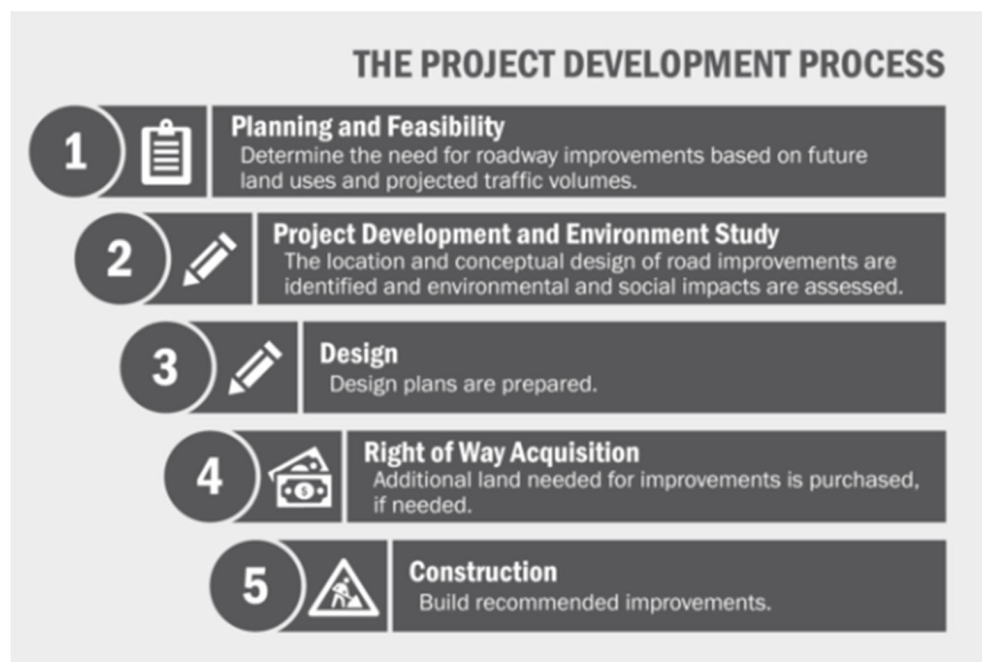 THE PROJECT DEVELOPMENT PROCESS
1
Planning and Feasibility
Determine the need for roadway improvements based on future
land uses and projected traffic volumes.
2
Project Development and Environment Study
The location and conceptual design of road improvements are
identified and environmental and social impacts are assessed.
3
Design
Design plans are prepared.
4
$
Right of Way Acquisition
Additional land needed for improvements is purchased,
if needed.
5
Construction
Build recommended improvements.